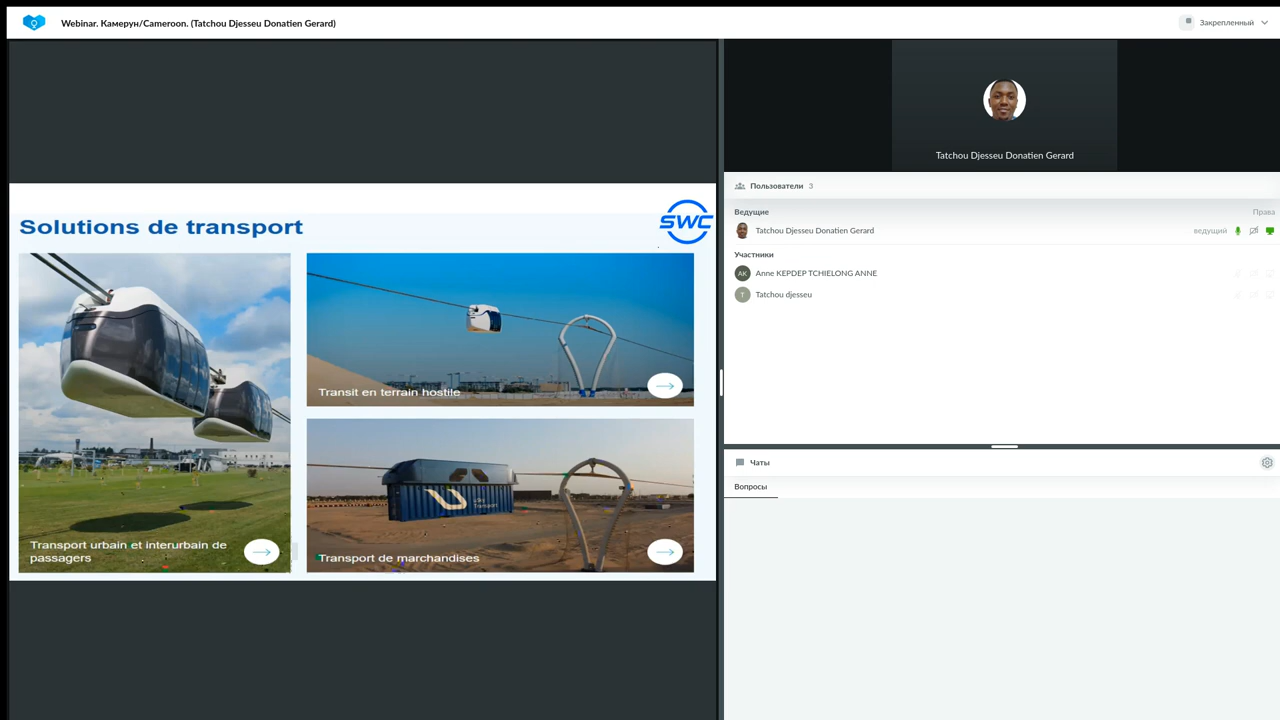 Webinar. Камерун/Cameroon. (Tatchou Djesseu Donatien Gerard)
Закрепленный
Solutions de transport
SWC
Transport urbain et interurbain de
passagers
Transit en terrain hostile
Transport de marchandises
Tatchou Djesseu Donatien Gerard
Пользователи 3
Ведущие
Права
Tatchou Djesseu Donatien Gerard
ведущий
Участники
AK
Anne KEPDEP TCHIELONG ANNE
T
Tatchou djesseu
Чаты
Вопросы